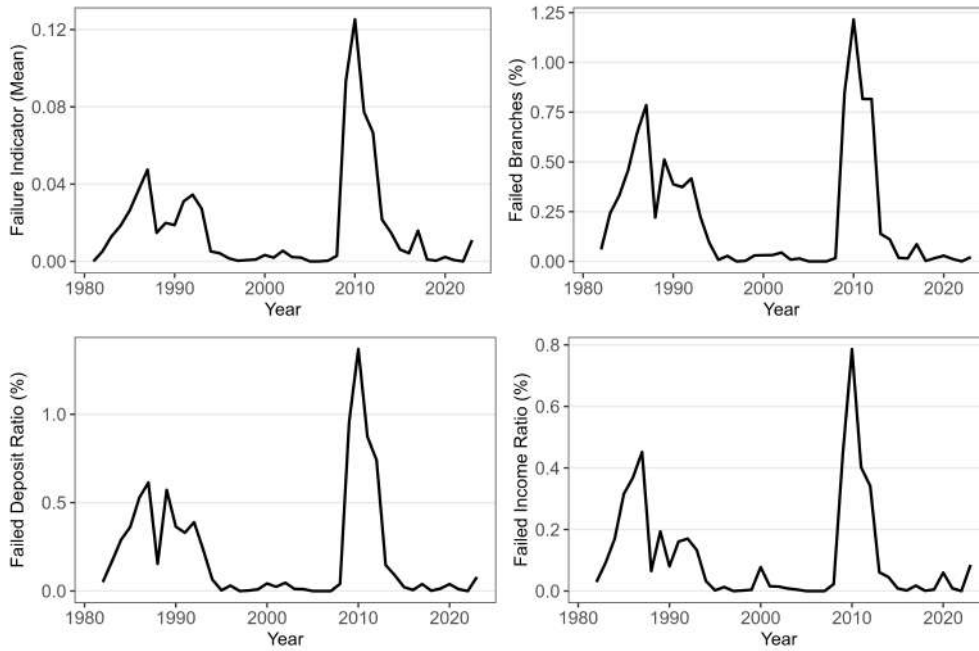 Failure Indicator (Mean)
0.12
0.08
0.04
0.00
1980 1990 2000 2010 2020
Year
Failed Branches (%)
1.25
1.00
0.75
0.50
0.25
0.00
1980 1990 2000 2010 2020
Year
Failed Deposit Ratio (%)
1.0
0.5
0.0
1980 1990 2000 2010 2020
Year
Failed Income Ratio (%)
0.8
0.6
0.4
0.2
0.0
1980 1990 2000 2010 2020
Year